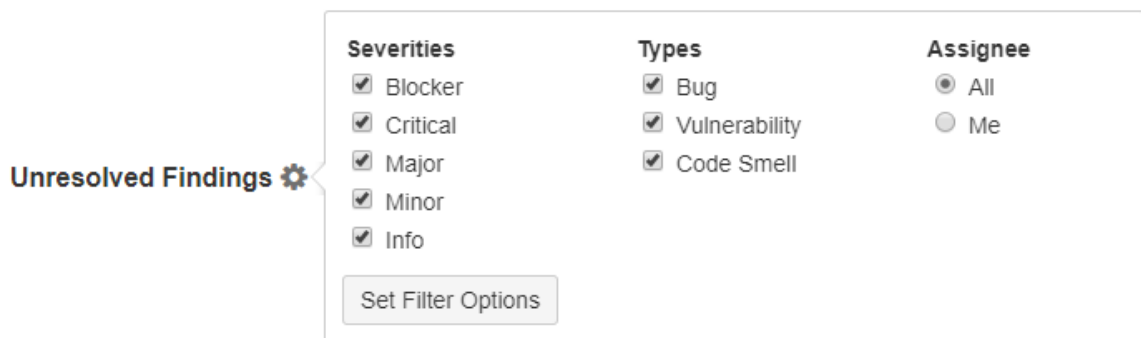 Unresolved Findings
Severities
Blocker
Critical
Major
Minor
Info
Types
Bug
Vulnerability
Code Smell
Assignee
All
Me
Set Filter Options